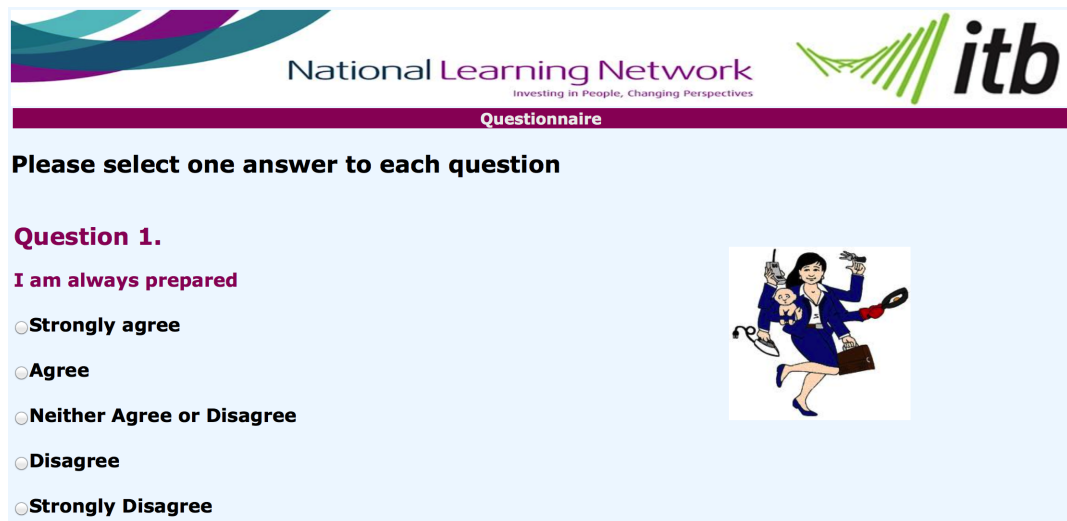 National Learning Network
Investing in People, Changing Perspectives
itb
Questionnaire
Please select one answer to each question
Question 1.
I am always prepared
Strongly agree
Agree
Neither Agree or Disagree
Disagree
Strongly Disagree